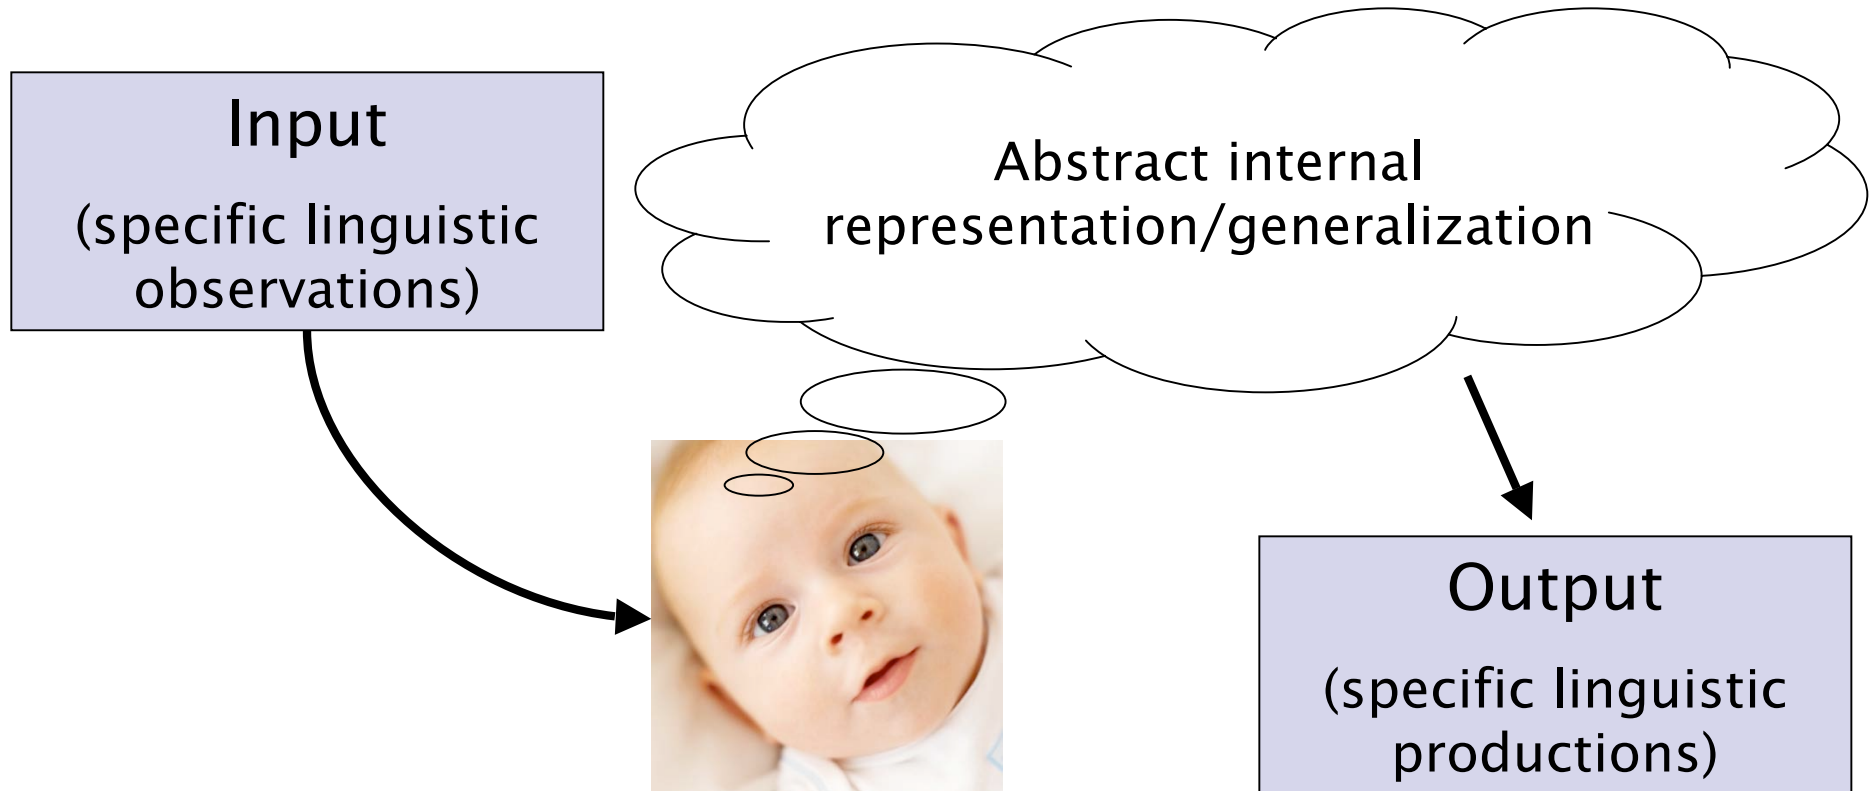 Input
(specific linguistic
observations)
Abstract internal
representation/generalization
Output
(specific linguistic
productions)